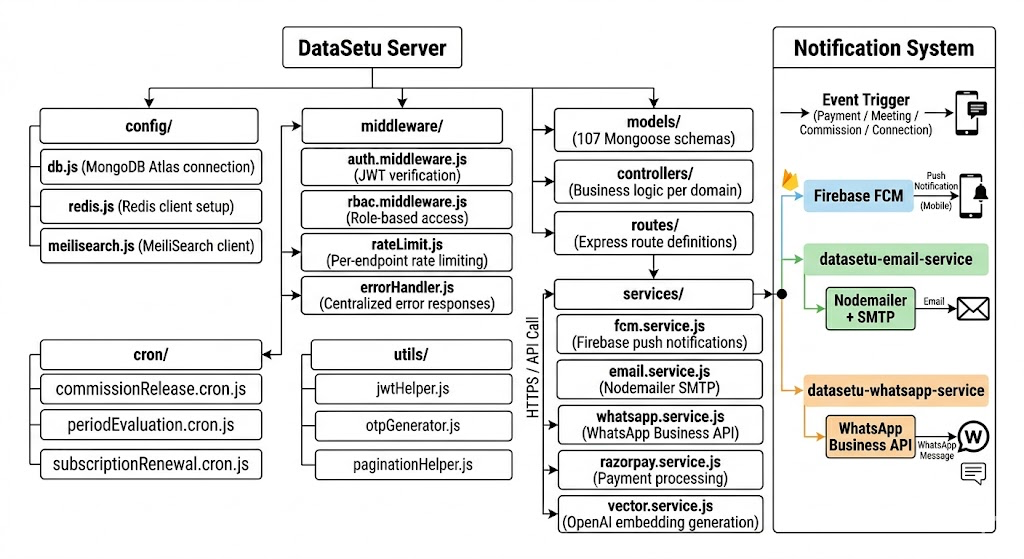 DataSetu Server
config/
db.js (MongoDB Atlas connection)
redis.js (Redis client setup)
meilisearch.js (MeiliSearch client)
middleware/
auth.middleware.js
(JWT verification)
rbac.middleware.js
(Role-based access)
rateLimit.js
(Per-endpoint rate limiting)
errorHandler.js
(Centralized error responses)
models/
(107 Mongoose schemas)
controllers/
(Business logic per domain)
routes/
(Express route definitions)
services/
fcm.service.js
(Firebase push notifications)
email.service.js
(Nodemailer SMTP)
whatsapp.service.js
(WhatsApp Business API)
razorpay.service.js
(Payment processing)
vector.service.js
(OpenAI embedding generation)
HTTPS / API Call
cron/
commissionRelease.cron.js
periodEvaluation.cron.js
subscriptionRenewal.cron.js
utils/
jwtHelper.js
otpGenerator.js
paginationHelper.js
Notification System
Event Trigger
(Payment / Meeting /
Commission / Connection)
Firebase FCM
Push
Notification
(Mobile)
datasetu-email-service
Nodemailer
+ SMTP
Email
datasetu-whatsapp-service
WhatsApp
Business API
WhatsApp
Message
W